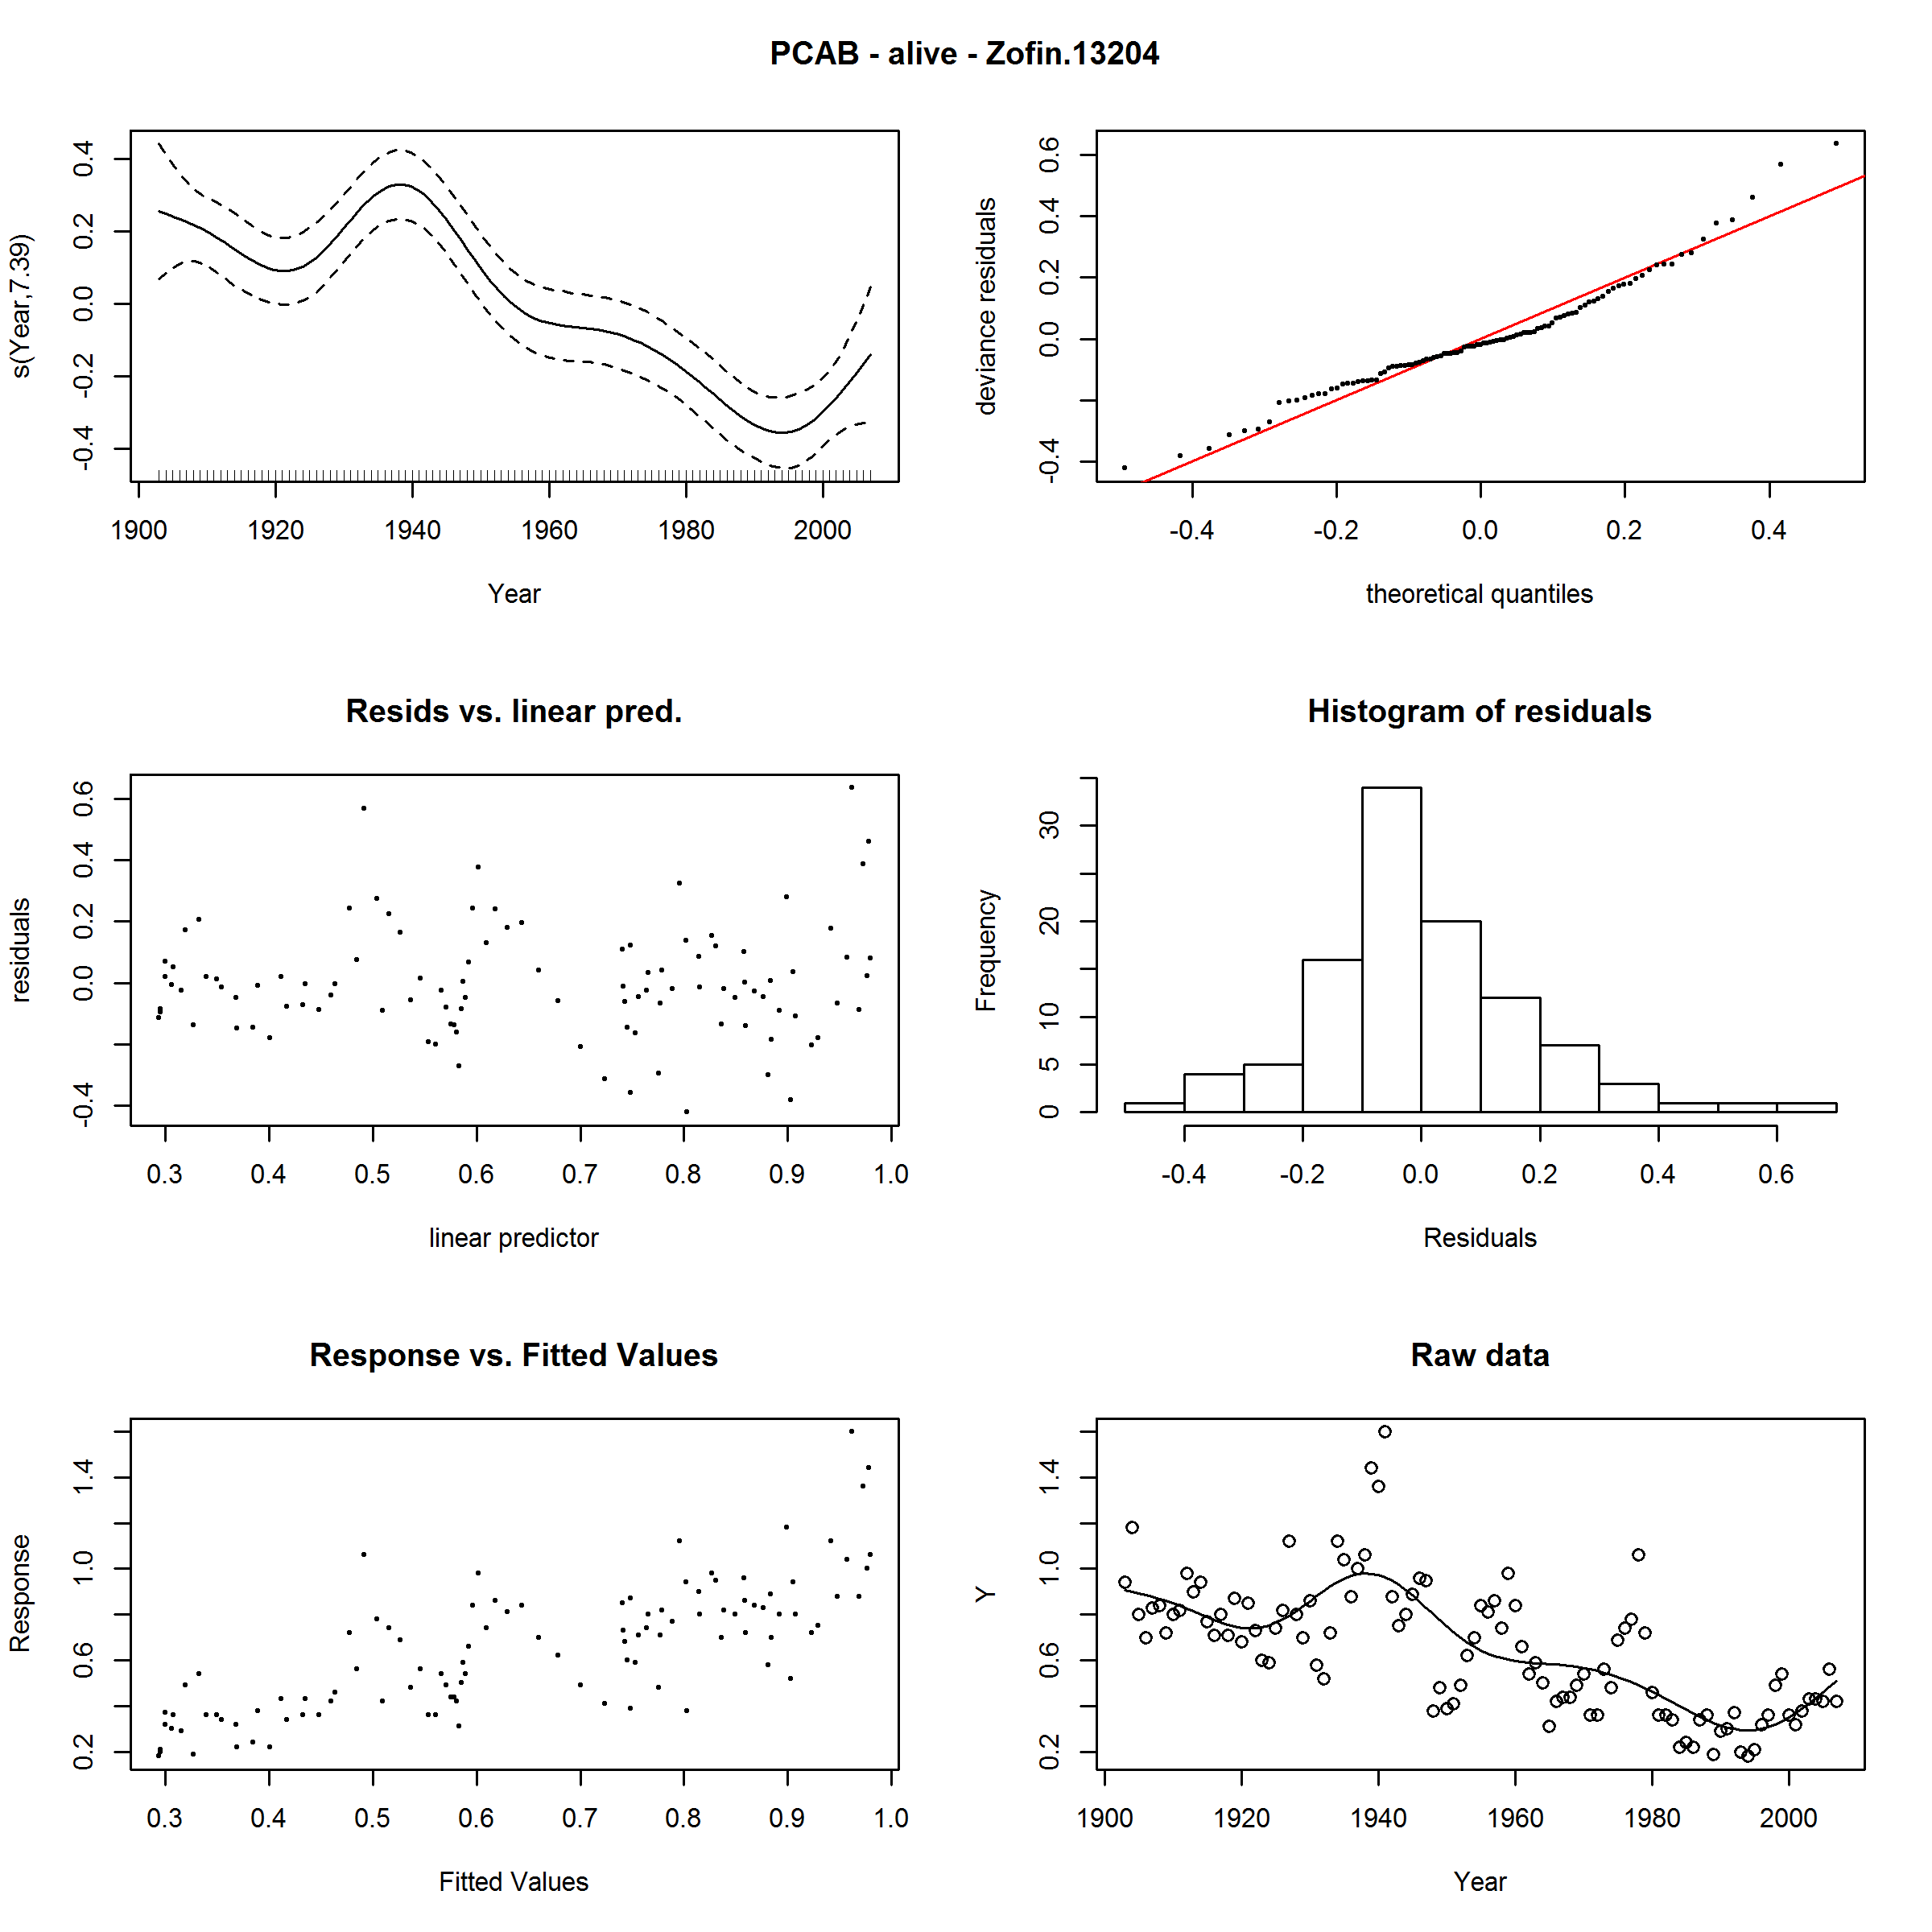 PCAB - alive - Zofin.13204
s(Year,7.39)
0.4
0.2
0.0
-0.2
-0.4
1900 1920 1940 1960 1980 2000
Year
deviance residuals
0.6
0.4
0.2
0.0
-0.4
-0.4 -0.2 0.0 0.2 0.4
theoretical quantiles
Resids vs. linear pred.
residuals
0.6
0.4
0.2
0.0
-0.4
0.3 0.4 0.5 0.6 0.7 0.8 0.9 1.0
linear predictor
Histogram of residuals
Frequency
30
20
10
5
0
-0.4 -0.2 0.0 0.2 0.4 0.6
Residuals
Response vs. Fitted Values
Response
1.4
1.0
0.6
0.2
0.3 0.4 0.5 0.6 0.7 0.8 0.9 1.0
Fitted Values
Raw data
Y
1.4
1.0
0.6
0.2
1900 1920 1940 1960 1980 2000
Year